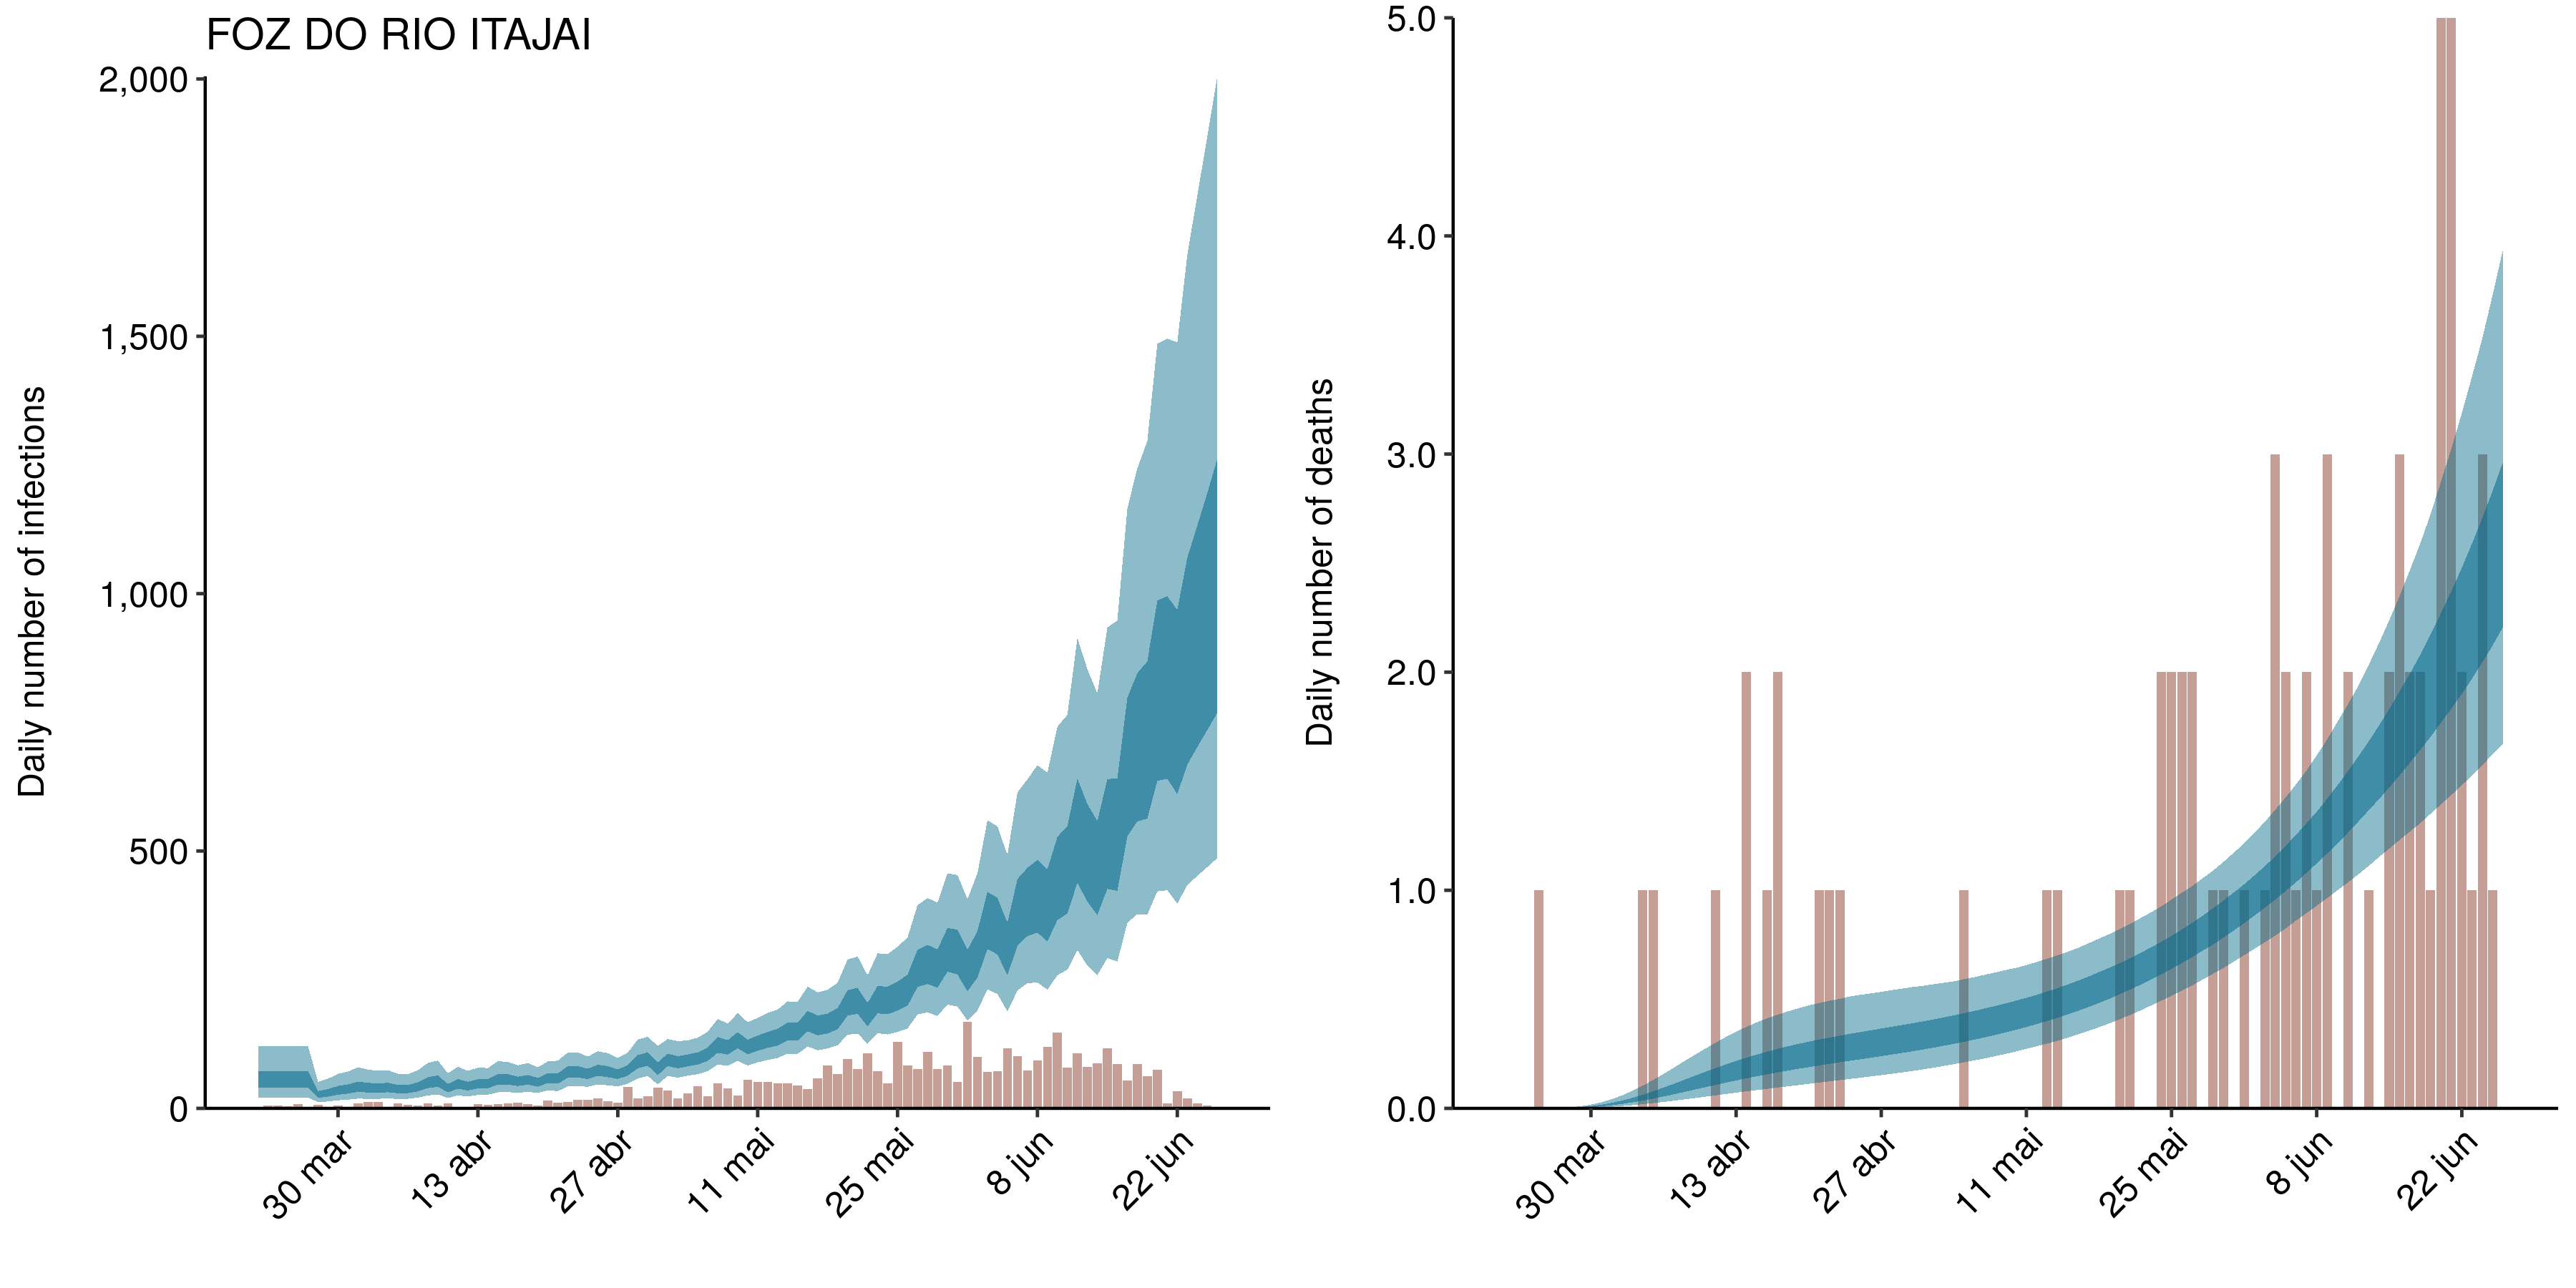 FOZ DO RIO ITAJAI
Daily number of infections
2,000
1,500
1,000
500
0
30 mar
13 abr
27 abr
11 mai
25 mai
8 jun
22 jun
Daily number of deaths
5.0
4.0
3.0
2.0
1.0
0.0
30 mar
13 abr
27 abr
11 mai
25 mai
8 jun
22 jun